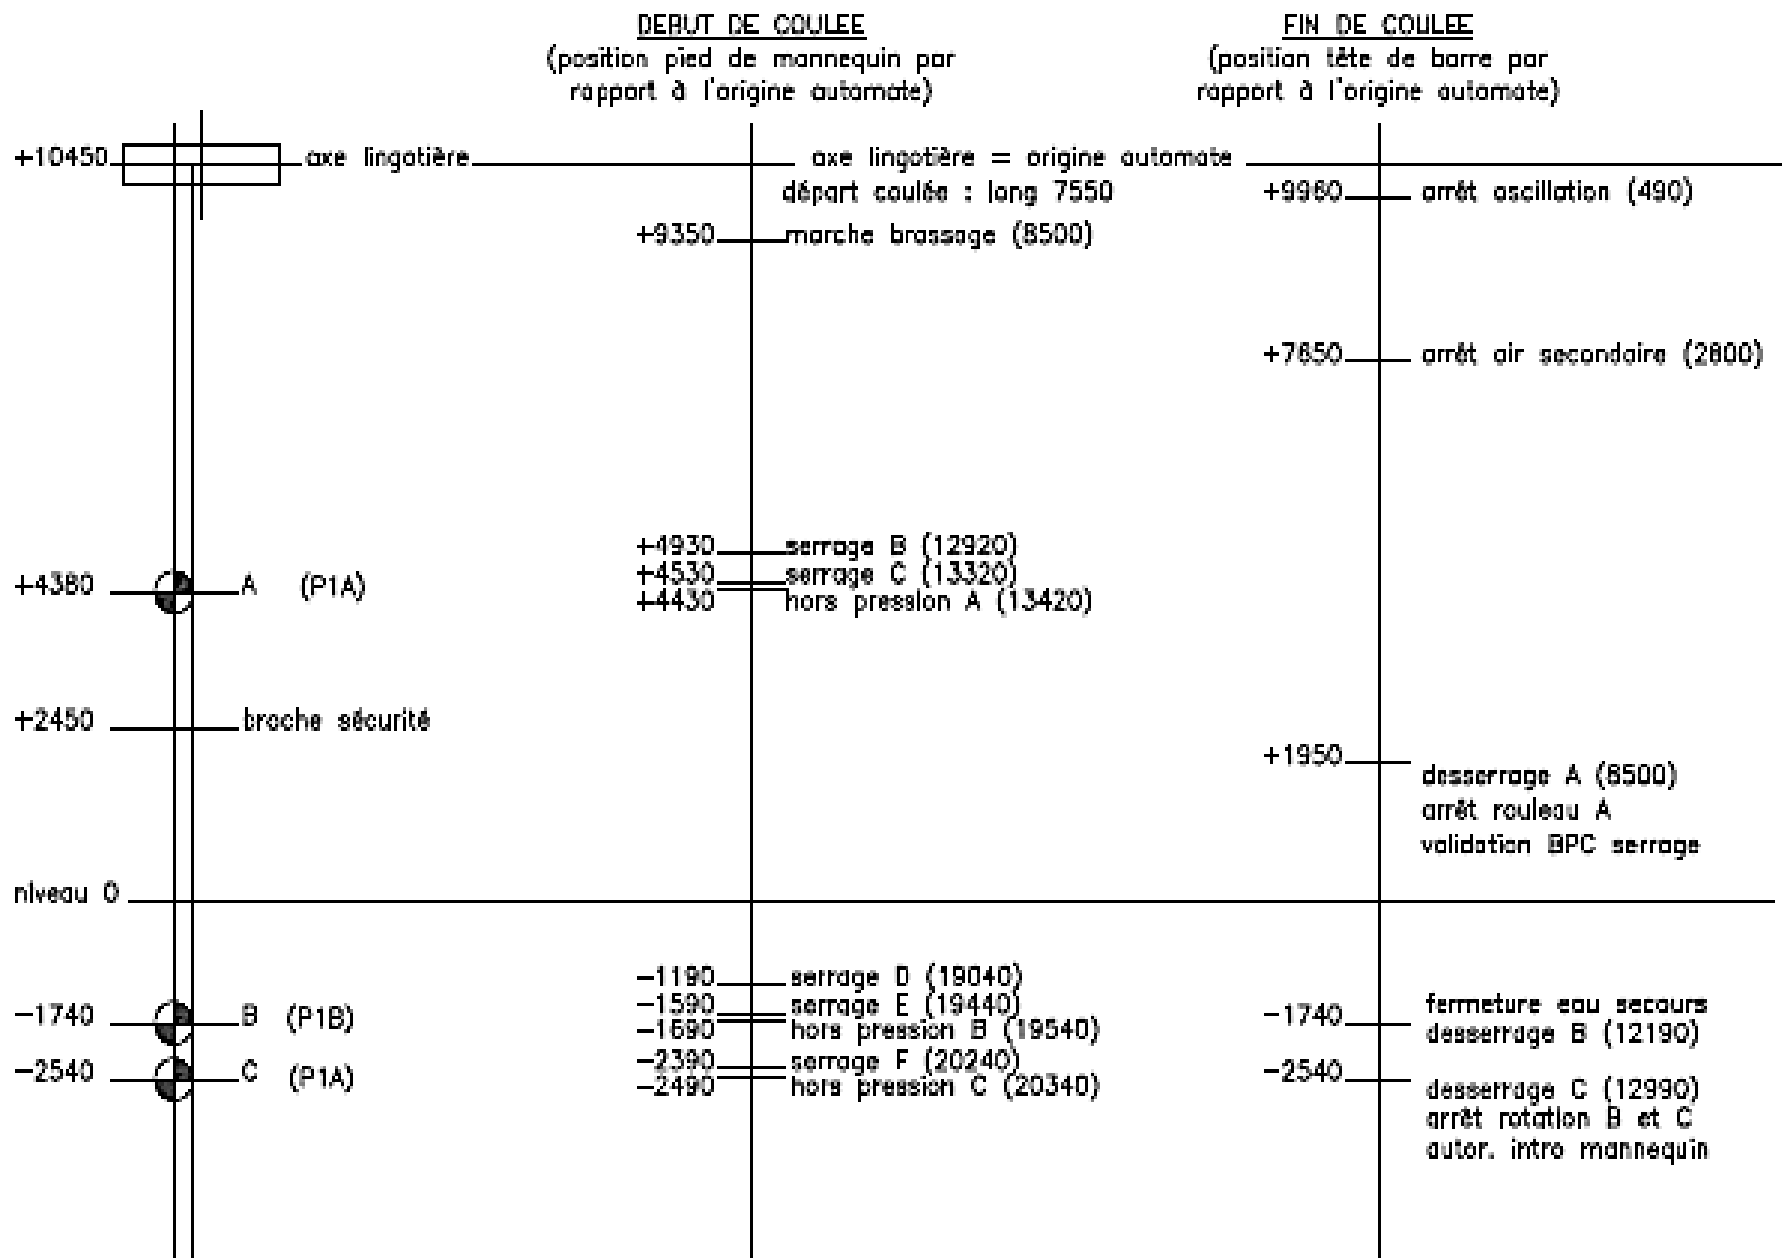 DEBUT DE COULEE
(position pied de mannequin par
rapport à l'origine automate)
FIN DE COULEE
(position tête de barre par
rapport à l'origine automate)
+10450 axe lingotière axe lingotière = origine automate
départ coulée : long 7550
+9960 arrêt oscillation (490)
+9350 marche brassage (8500)
+7650 arrêt air secondaire (2800)
+4930 serrage B (12920)
+4530 serrage C (13320)
+4430 hors pression A (13420)
+4380 A (P1A)
+2450 broche sécurité
+1950 desserrage A (8500)
arrêt rouleau A
validation BPC serrage
niveau 0
-1190 serrage D (19040)
-1590 serrage E (19440)
-1690 hors pression B (19540)
-2390 serrage F (20240)
-2490 hors pression C (20340)
-1740 B (P1B)
-2540 C (P1A)
-1740 fermeture eau secours
desserrage B (12190)
-2540 desserrage C (12990)
arrêt rotation B et C
autor. intro mannequin